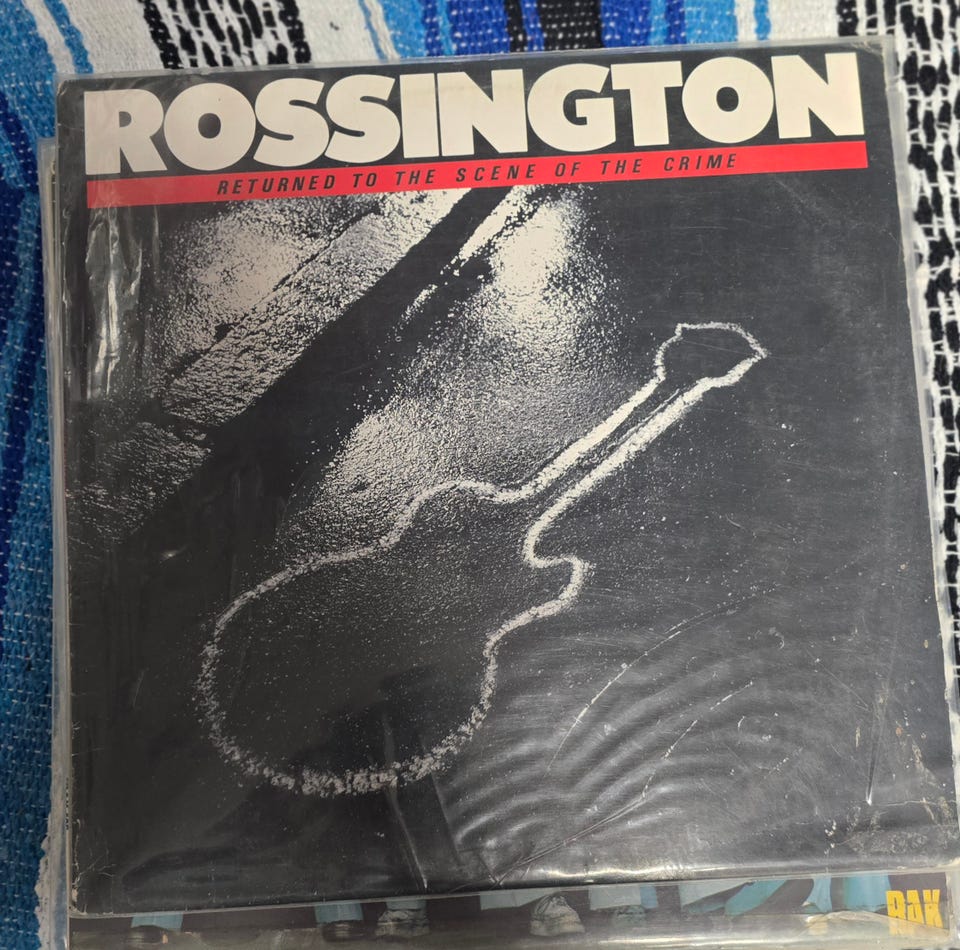 ROSSINGTON
RETURNED TO THE SCENE OF THE CRIME
RAK